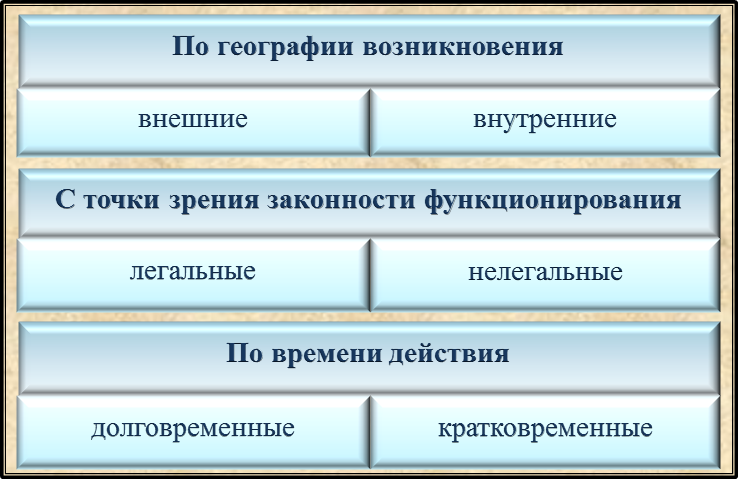 По географии возникновения
внешние
внутренние
С точки зрения законности функционирования
легальные
нелегальные
По времени действия
долговременные
кратковременные